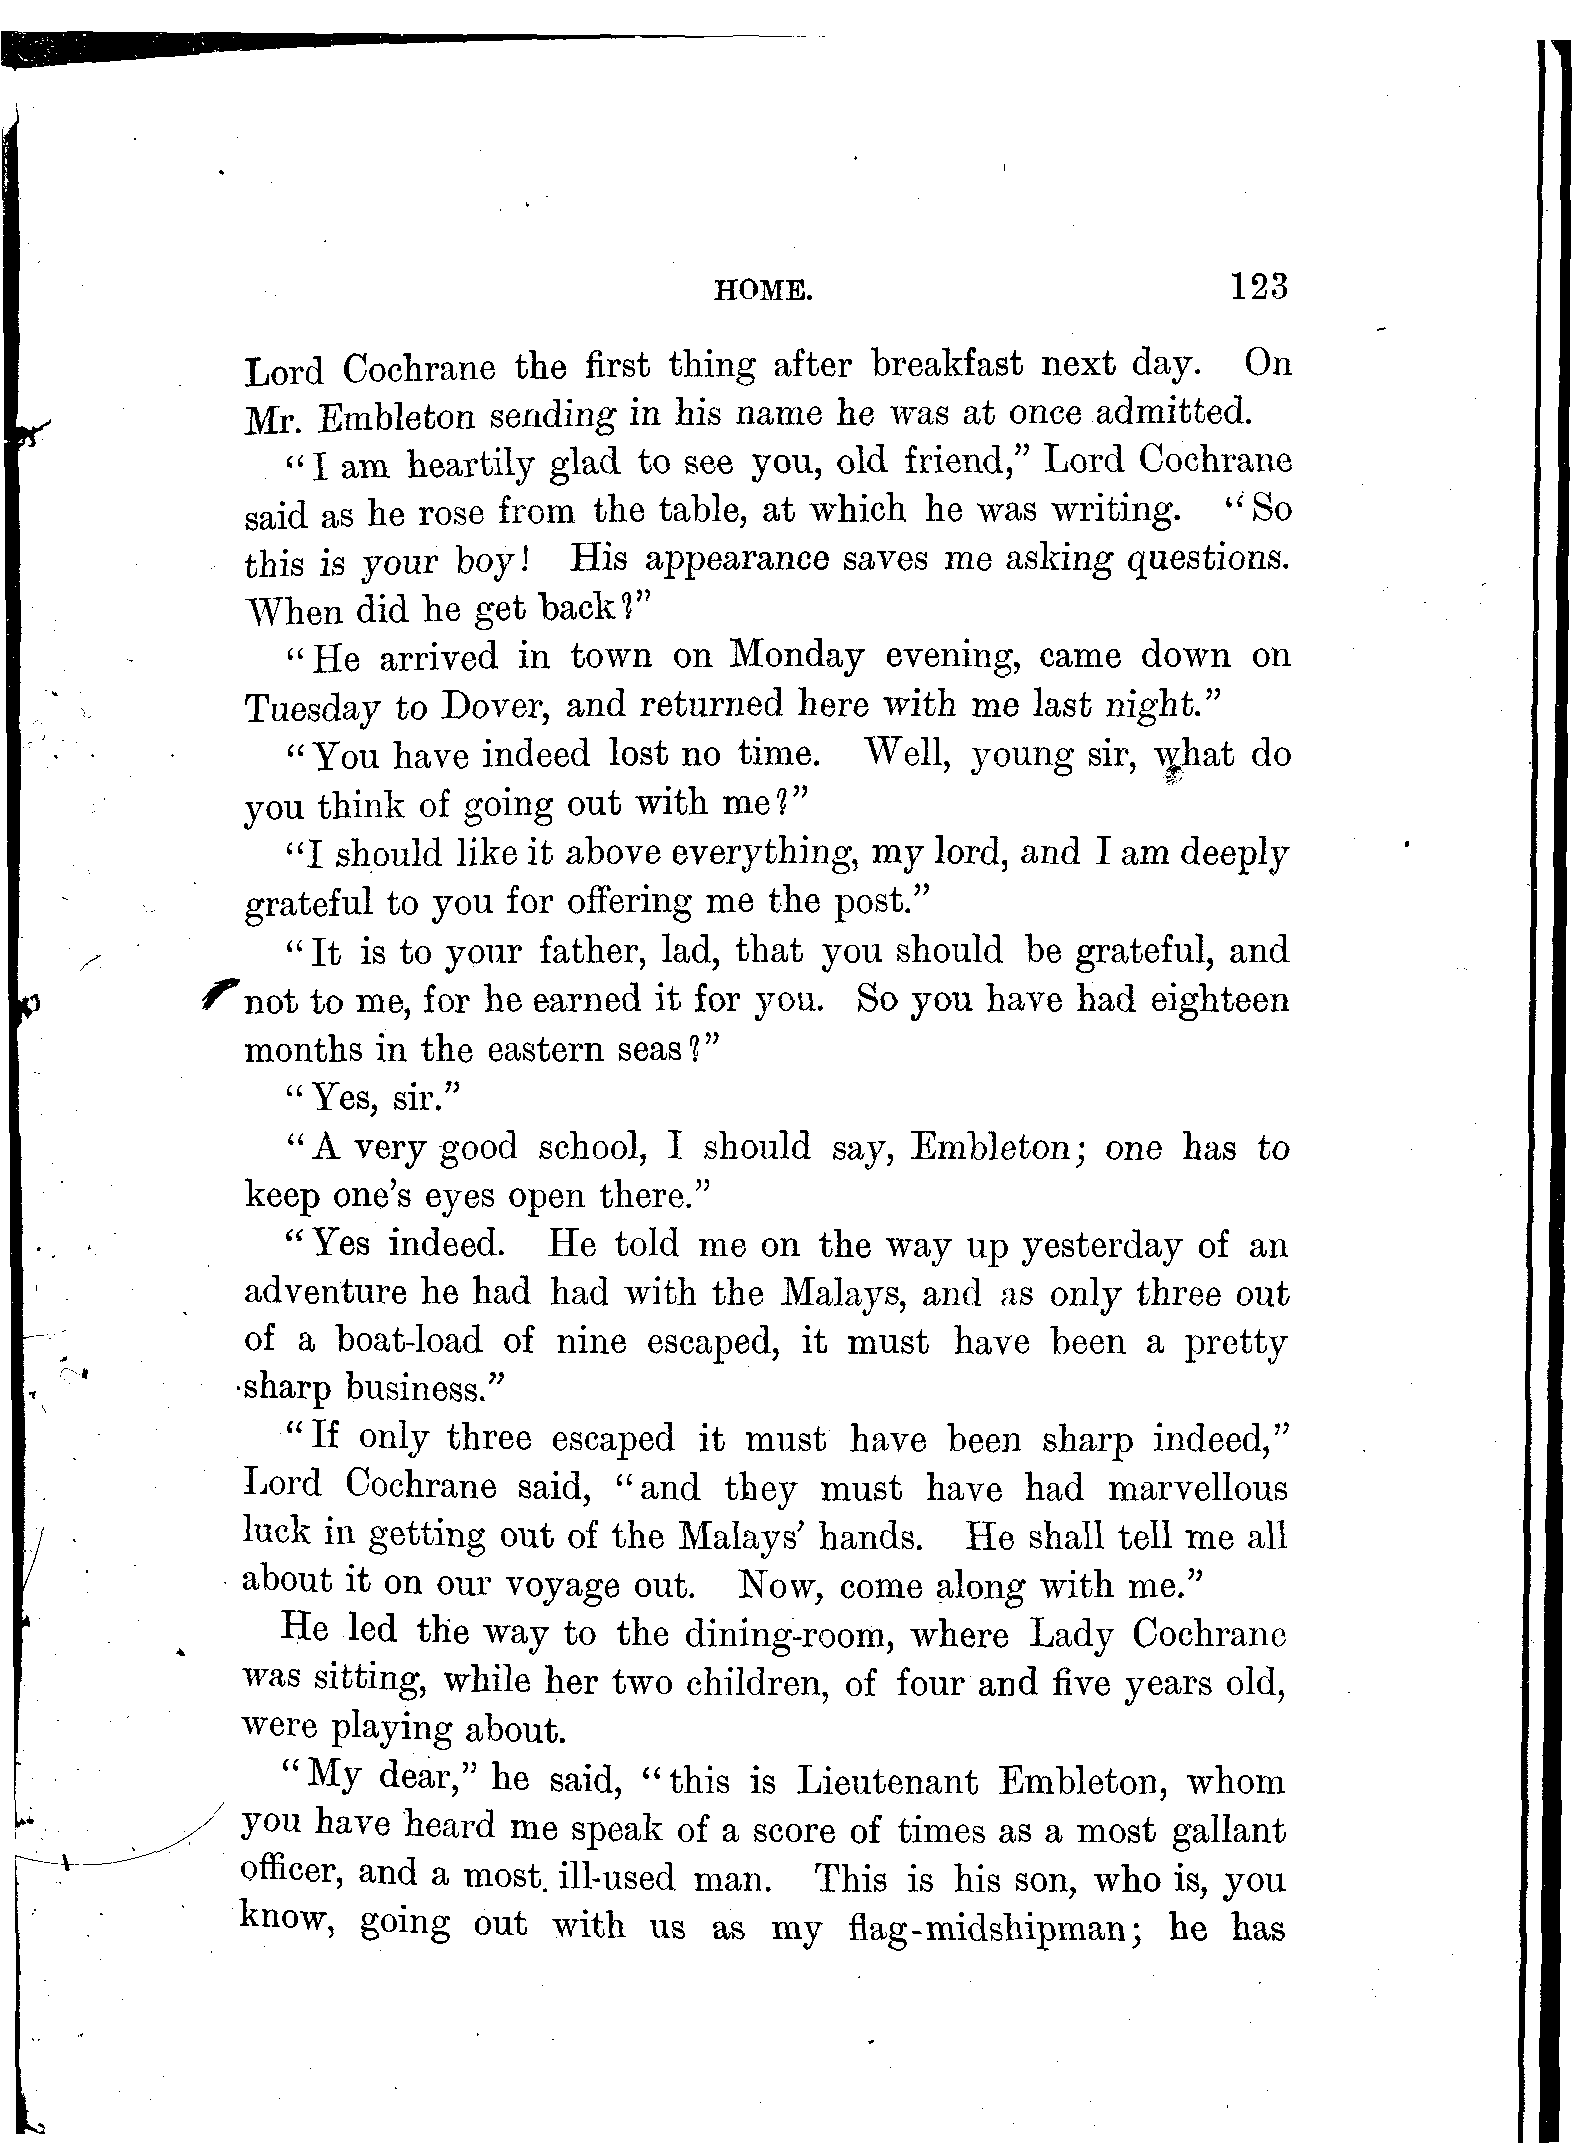 HOME. 123
Lord Cochrane the first thing after breakfast next day. On
Mr. Embleton sending in his name he was at once admitted.
“I am heartily glad to see you, old friend,” Lord Cochrane
said as he rose from the table, at which he was writing. “So
this is your boy! His appearance saves me asking questions.
When did he get back?”
“He arrived in town on Monday evening, came down on
Tuesday to Dover, and returned here with me last night.”
“You have indeed lost no time. Well, young sir, what do
you think of going out with me?”
“I should like it above everything, my lord, and I am deeply
grateful to you for offering me the post.”
“It is to your father, lad, that you should be grateful, and
not to me, for he earned it for you. So you have had eighteen
months in the eastern seas?”
“Yes, sir.”
“A very good school, I should say, Embleton; one has to
keep one’s eyes open there.”
“Yes indeed. He told me on the way up yesterday of an
adventure he had had with the Malays, and as only three out
of a boat-load of nine escaped, it must have been a pretty
sharp business.”
“If only three escaped it must have been sharp indeed,”
Lord Cochrane said, “and they must have had marvellous
luck in getting out of the Malays’ hands. He shall tell me all
about it on our voyage out. Now, come along with me.”
He led the way to the dining-room, where Lady Cochrane
was sitting, while her two children, of four and five years old,
were playing about.
“My dear,” he said, “this is Lieutenant Embleton, whom
you have heard me speak of a score of times as a most gallant
officer, and a most ill-used man. This is his son, who is, you
know, going out with us as my flag-midshipman; he has